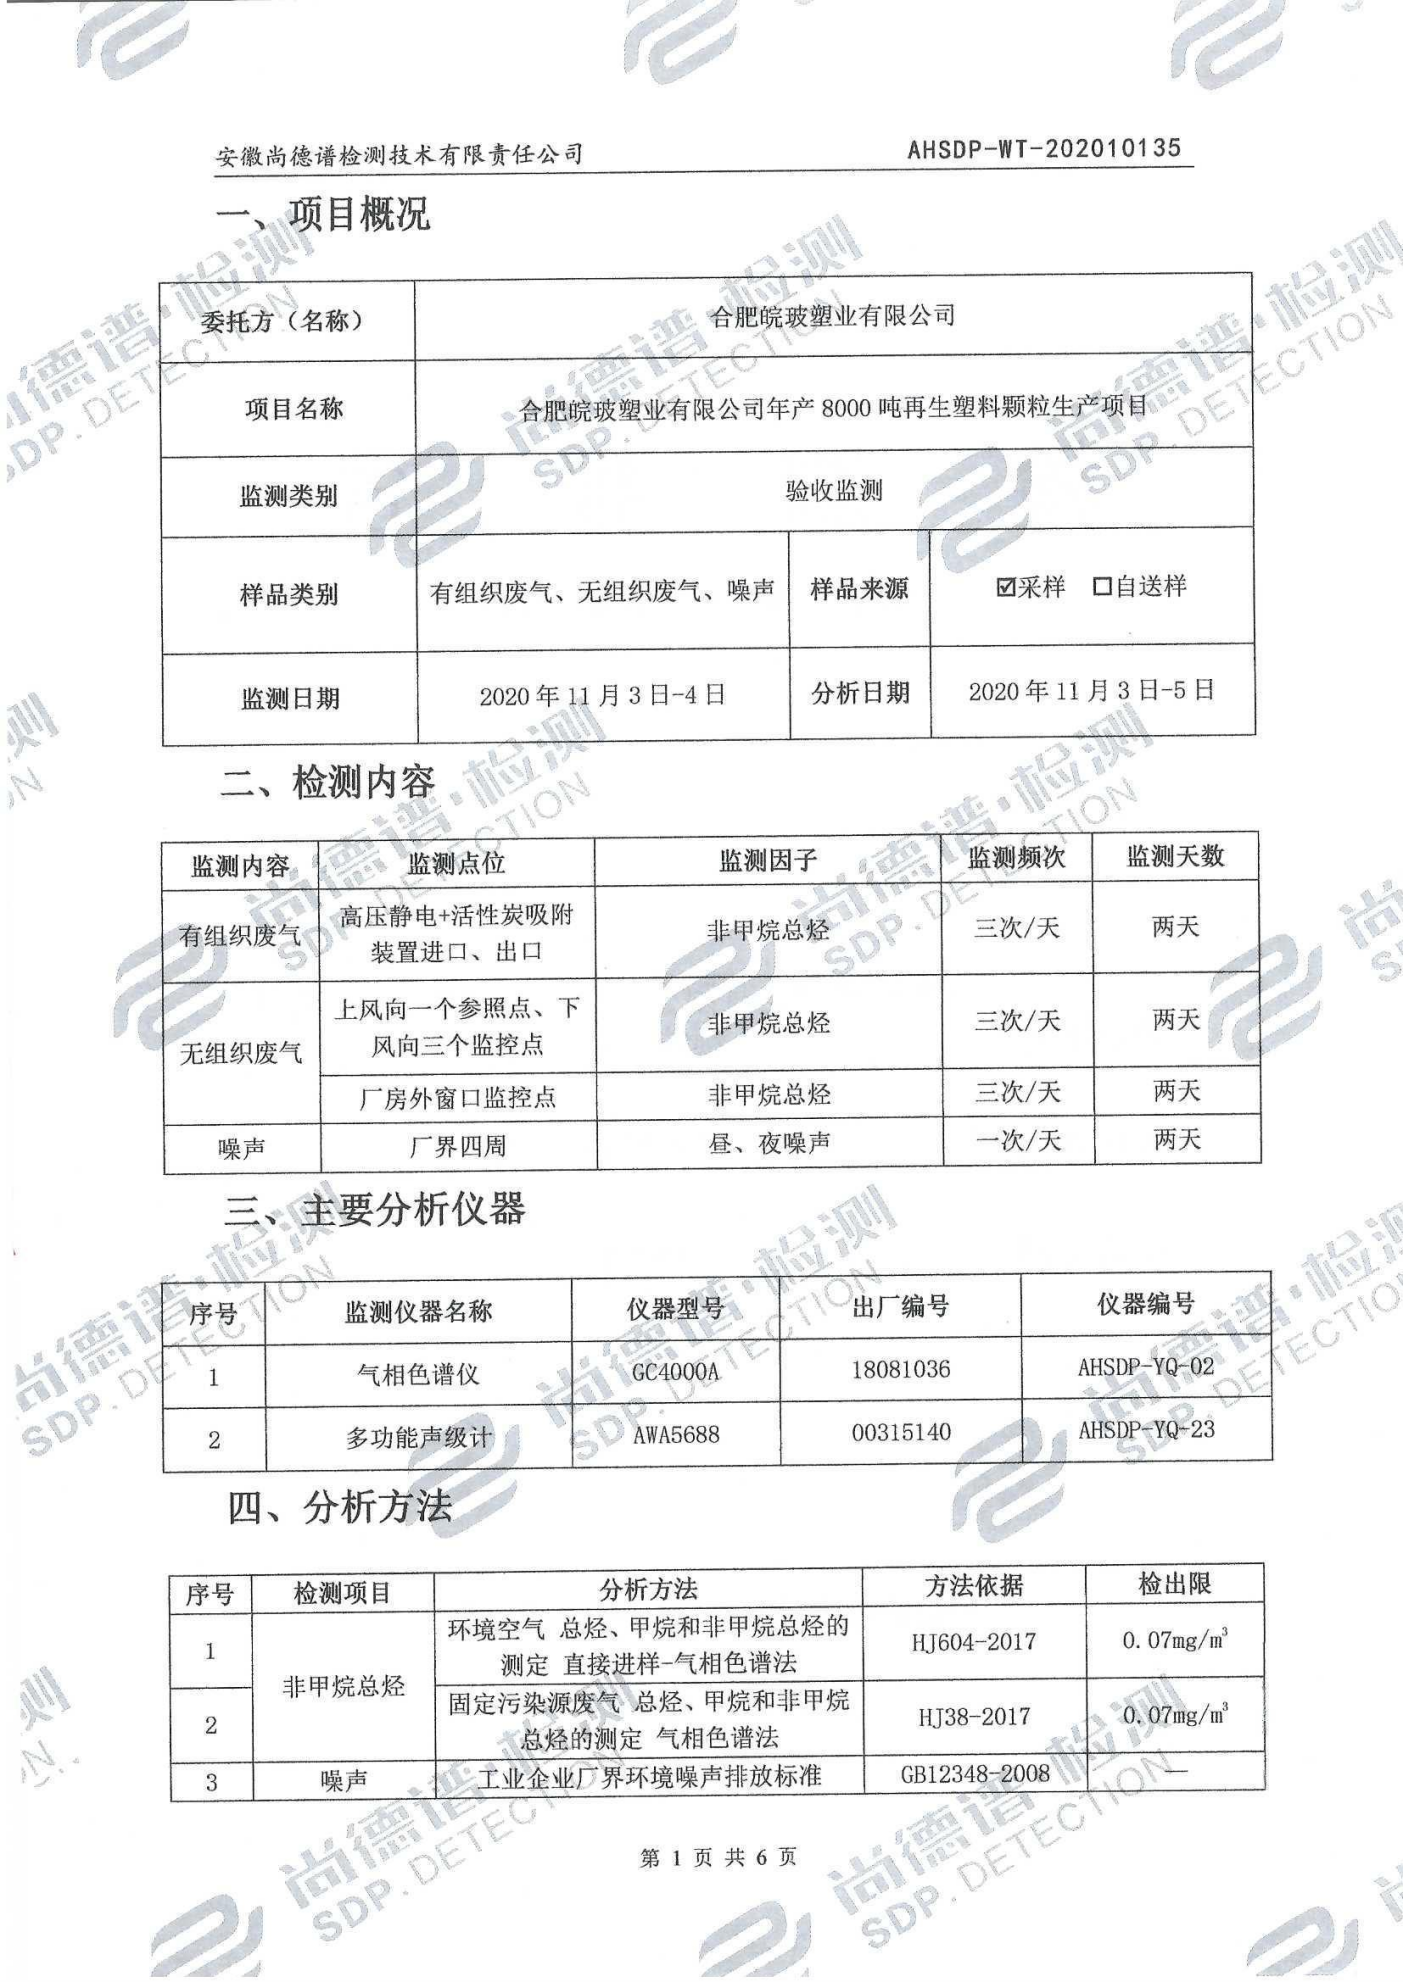 安徽尚德谱检测技术有限责任公司 AHSDP-WT-202010135
一、项目概况
委托方（名称） 合肥皖玻塑业有限公司
项目名称 合肥皖玻塑业有限公司年产 8000 吨再生塑料颗粒生产项目
监测类别 验收监测
样品类别 有组织废气、无组织废气、噪声 样品来源 ☑采样 ☐自送样
监测日期 2020 年 11 月 3 日-4 日 分析日期 2020 年 11 月 3 日-5 日
二、检测内容
监测内容 监测点位 监测因子 监测频次 监测天数
有组织废气 高压静电+活性炭吸附
装置进口、出口 非甲烷总烃 三次/天 两天
无组织废气 上风向一个参照点、下
风向三个监控点 非甲烷总烃 三次/天 两天
厂房外窗口监控点 非甲烷总烃 三次/天 两天
噪声 厂界四周 昼、夜噪声 一次/天 两天
三、主要分析仪器
序号 监测仪器名称 仪器型号 出厂编号 仪器编号
1 气相色谱仪 GC4000A 18081036 AHSDP-YQ-02
2 多功能声级计 AWA5688 00315140 AHSDP-YQ-23
四、分析方法
序号 检测项目 分析方法 方法依据 检出限
1 非甲烷总烃 环境空气 总烃、甲烷和非甲烷总烃的
测定 直接进样-气相色谱法 HJ604-2017 0.07mg/m³
2 固定污染源废气 总烃、甲烷和非甲烷
总烃的测定 气相色谱法 HJ38-2017 0.07mg/m³
3 噪声 工业企业厂界环境噪声排放标准 GB12348-2008 —
第 1 页 共 6 页
尚德谱·检测
SDP.DETECTION